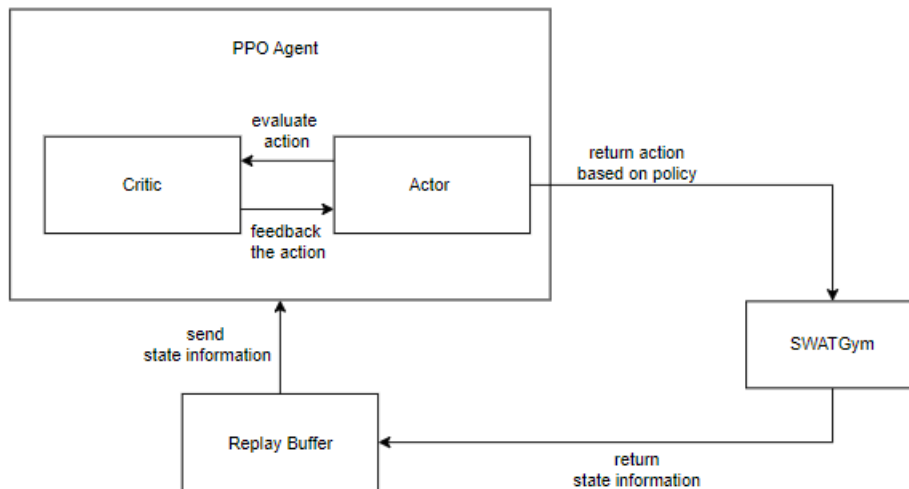 PPO Agent
evaluate
action
Critic
Actor
feedback
the action
return action
based on policy
send
state information
SWATGym
Replay Buffer
return
state information